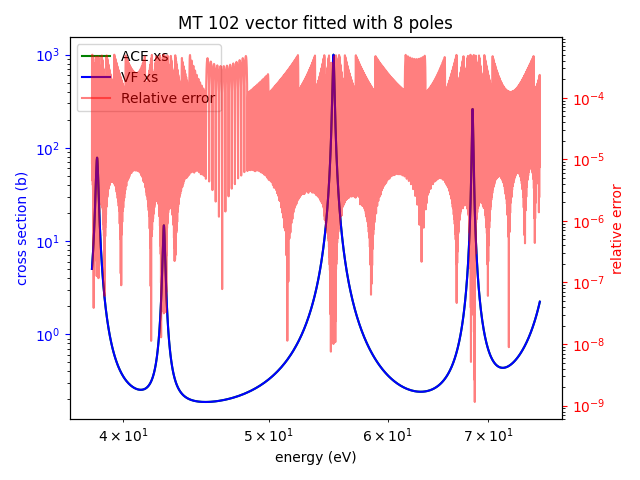 MT 102 vector fitted with 8 poles
ACE xs
VF xs
Relative error
cross section (b)
10³
10²
10¹
10⁰
10⁻⁴
10⁻⁵
10⁻⁶
10⁻⁷
10⁻⁸
10⁻⁹
relative error
4 × 10¹
5 × 10¹
6 × 10¹
7 × 10¹
energy (eV)